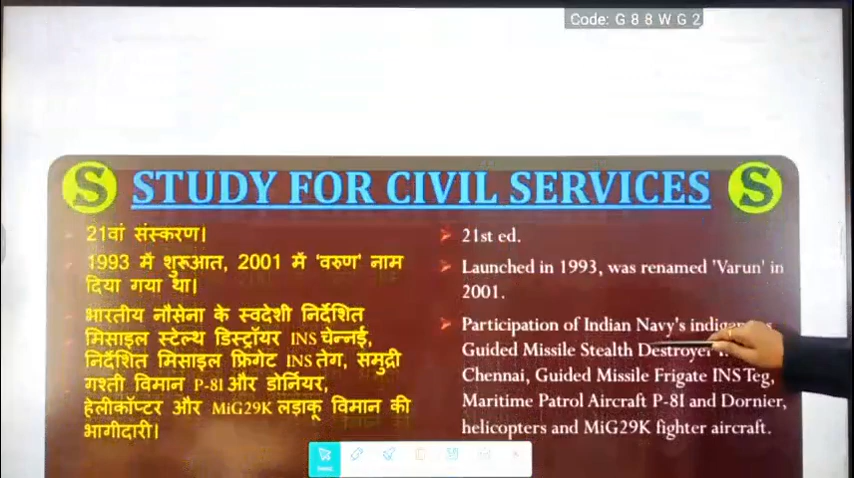 Code: G 8 8 W G 2
S STUDY FOR CIVIL SERVICES S
21वां संस्करण।
1993 में शुरूआत, 2001 में 'वरुण' नाम
दिया गया था।
भारतीय नौसेना के स्वदेशी निर्देशित
मिसाइल स्टेल्थ डिस्ट्रॉयर INS चेन्नई,
निर्देशित मिसाइल फ्रिगेट INS तेग, समुद्री
गश्ती विमान P-8I और डोर्नियर,
हेलीकॉप्टर और MiG29K लड़ाकू विमान की
भागीदारी।
21st ed.
Launched in 1993, was renamed 'Varun' in
2001.
Participation of Indian Navy's
Guided Missile Stealth Destroyer
Chennai, Guided Missile Frigate INS Teg,
Maritime Patrol Aircraft P-8I and Dornier,
helicopters and MiG29K fighter aircraft.